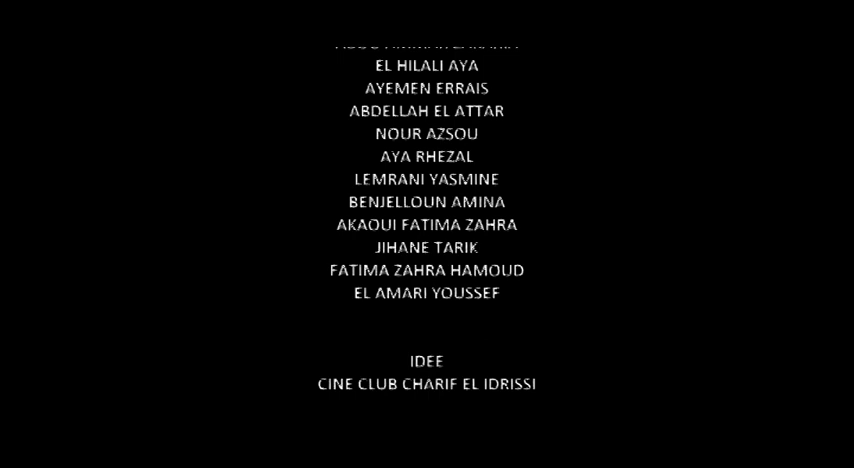 EL HILALI AYA
AYEMEN ERRAIS
ABDELLAH EL ATTAR
NOUR AZSOU
AYA RHEZAL
LEMRANI YASMINE
BENJELLOUN AMINA
AKAOUI FATIMA ZAHRA
JIHANE TARIK
FATIMA ZAHRA HAMOUD
EL AMARI YOUSSEF
IDEE
CINE CLUB CHARIF EL IDRISSI